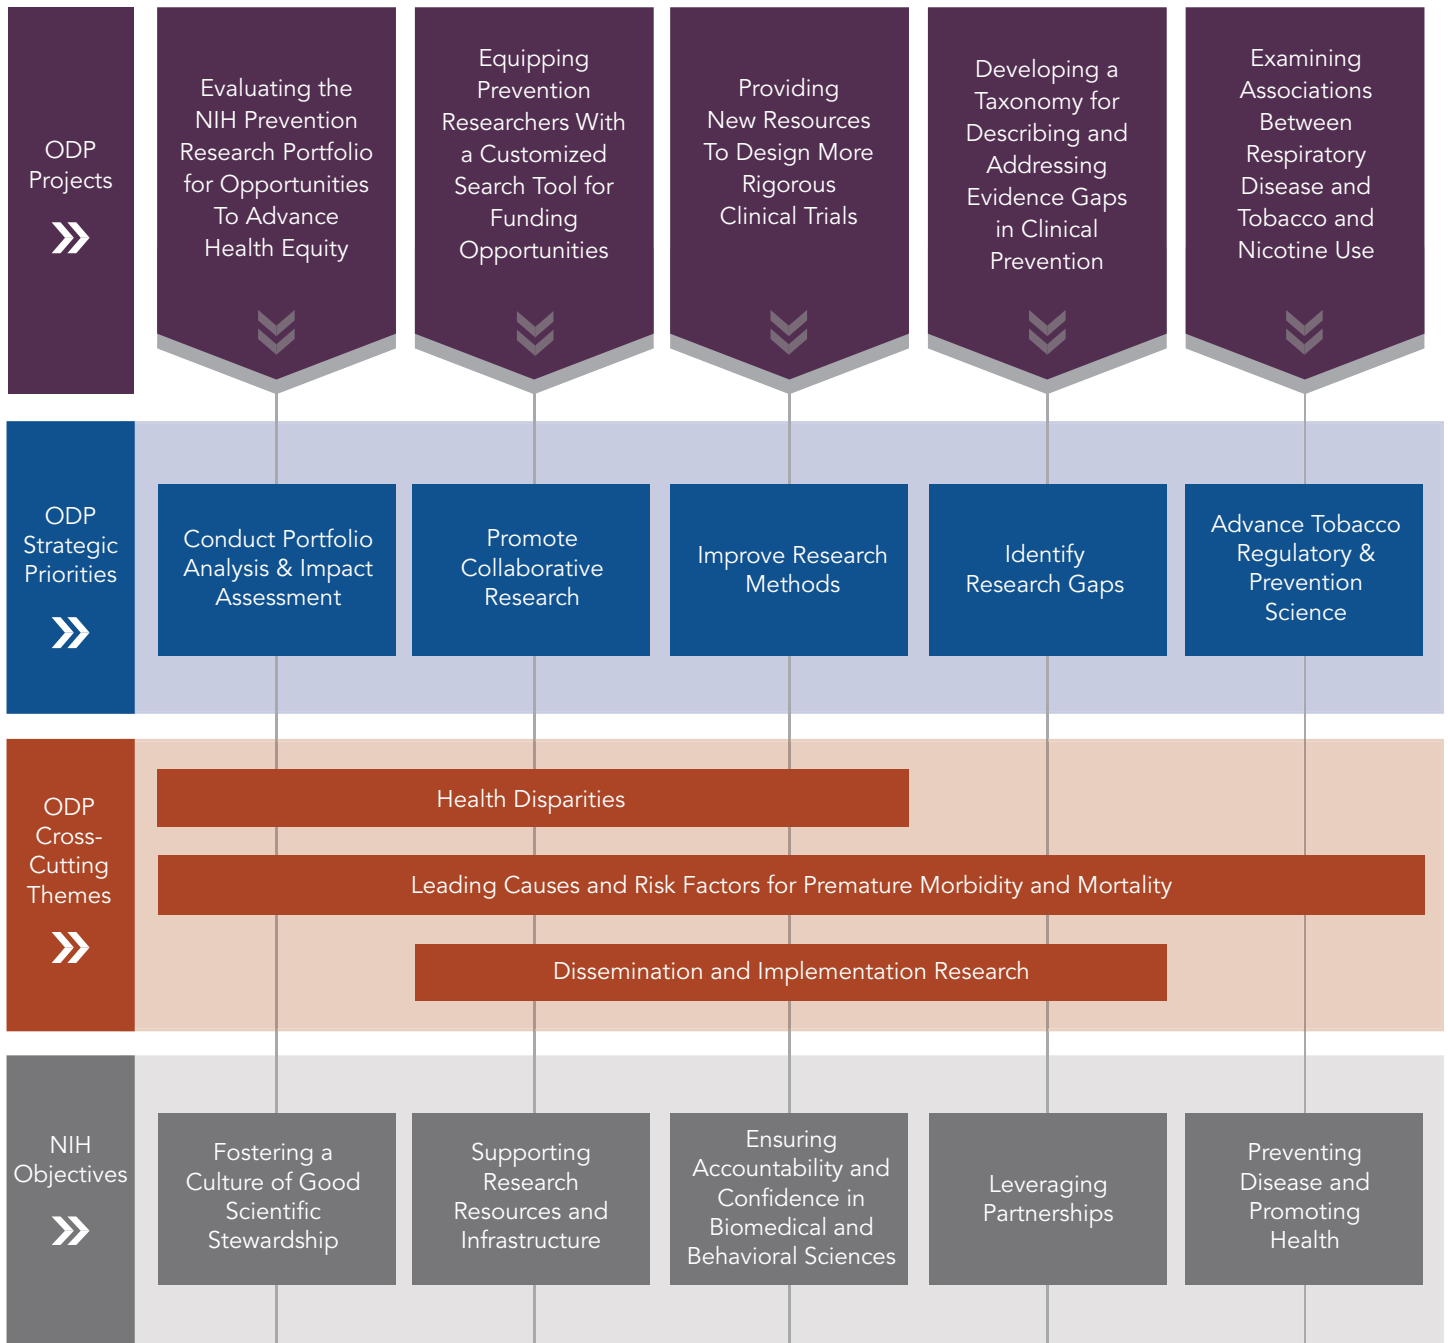 ODP
Projects
Evaluating the
NIH Prevention
Research Portfolio
for Opportunities
To Advance
Health Equity
Equipping
Prevention
Researchers With
a Customized
Search Tool for
Funding
Opportunities
Providing
New Resources
To Design More
Rigorous
Clinical Trials
Developing a
Taxonomy for
Describing and
Addressing
Evidence Gaps
in Clinical
Prevention
Examining
Associations
Between
Respiratory
Disease and
Tobacco and
Nicotine Use
ODP
Strategic
Priorities
Conduct Portfolio
Analysis & Impact
Assessment
Promote
Collaborative
Research
Improve Research
Methods
Identify
Research Gaps
Advance Tobacco
Regulatory &
Prevention
Science
ODP
Cross-
Cutting
Themes
Health Disparities
Leading Causes and Risk Factors for Premature Morbidity and Mortality
Dissemination and Implementation Research
NIH
Objectives
Fostering a
Culture of Good
Scientific
Stewardship
Supporting
Research
Resources and
Infrastructure
Ensuring
Accountability and
Confidence in
Biomedical and
Behavioral Sciences
Leveraging
Partnerships
Preventing
Disease and
Promoting
Health